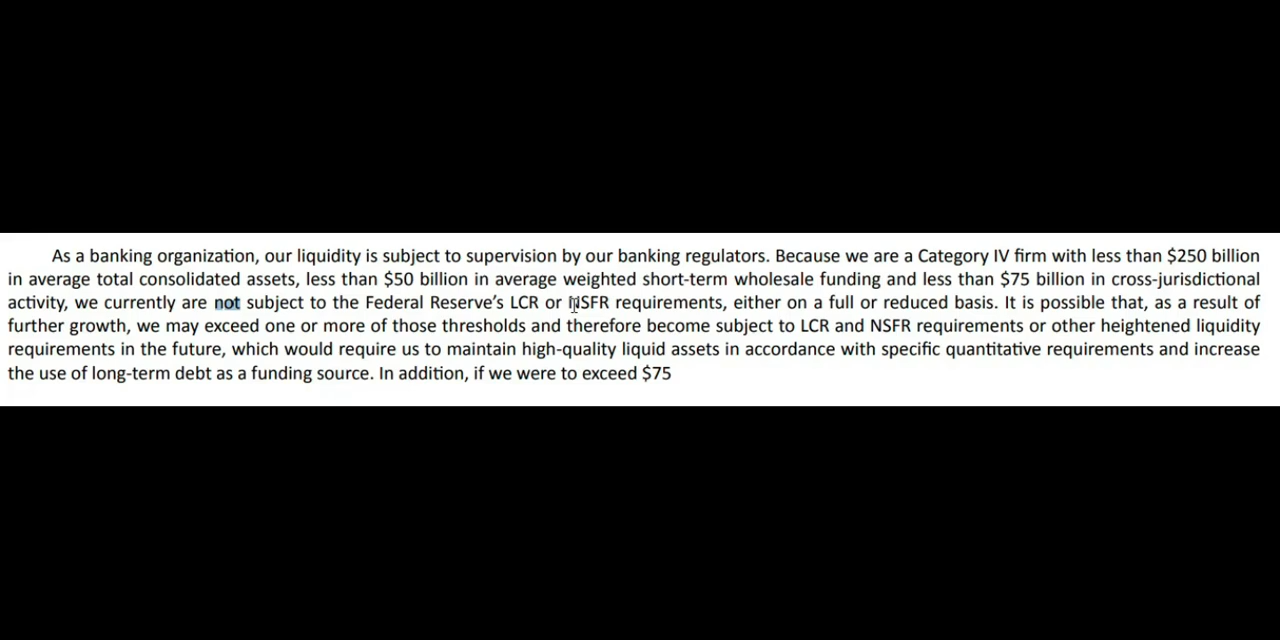 As a banking organization, our liquidity is subject to supervision by our banking regulators. Because we are a Category IV firm with less than $250 billion
in average total consolidated assets, less than $50 billion in average weighted short-term wholesale funding and less than $75 billion in cross-jurisdictional
activity, we currently are not subject to the Federal Reserve’s LCR or NSFR requirements, either on a full or reduced basis. It is possible that, as a result of
further growth, we may exceed one or more of those thresholds and therefore become subject to LCR and NSFR requirements or other heightened liquidity
requirements in the future, which would require us to maintain high-quality liquid assets in accordance with specific quantitative requirements and increase
the use of long-term debt as a funding source. In addition, if we were to exceed $75